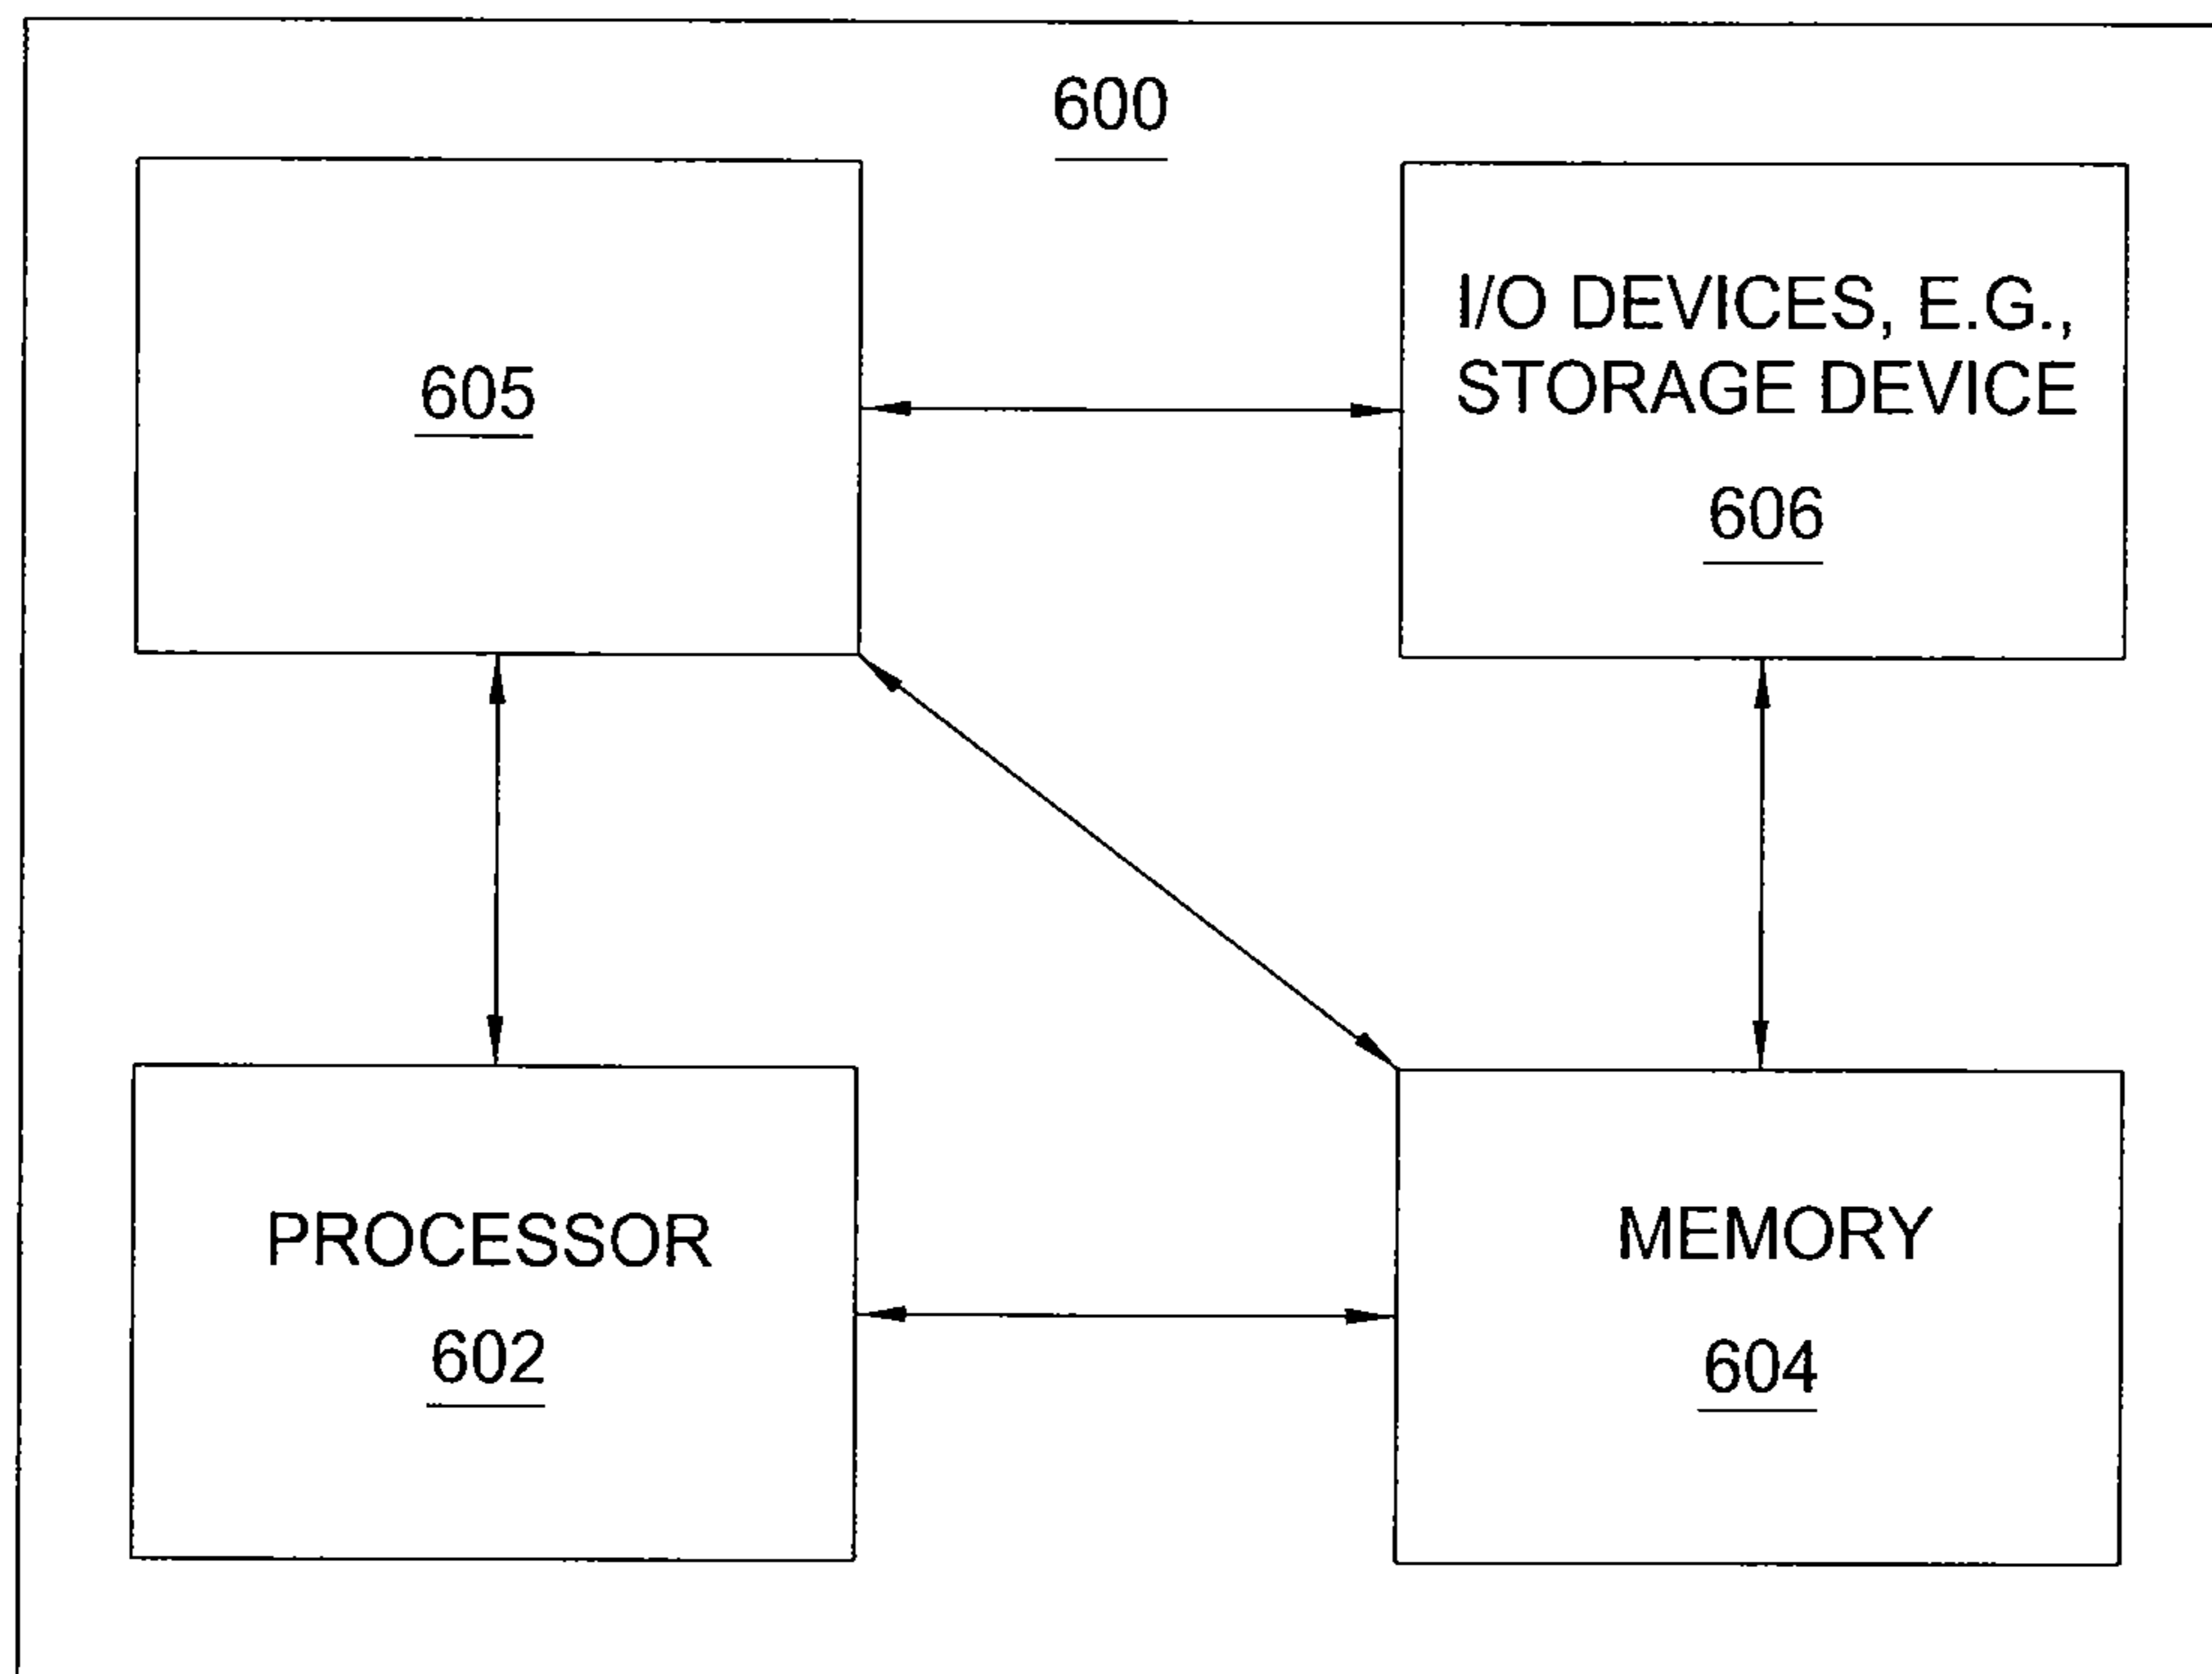 600
605
I/O DEVICES, E.G.,
STORAGE DEVICE
606
PROCESSOR
602
MEMORY
604